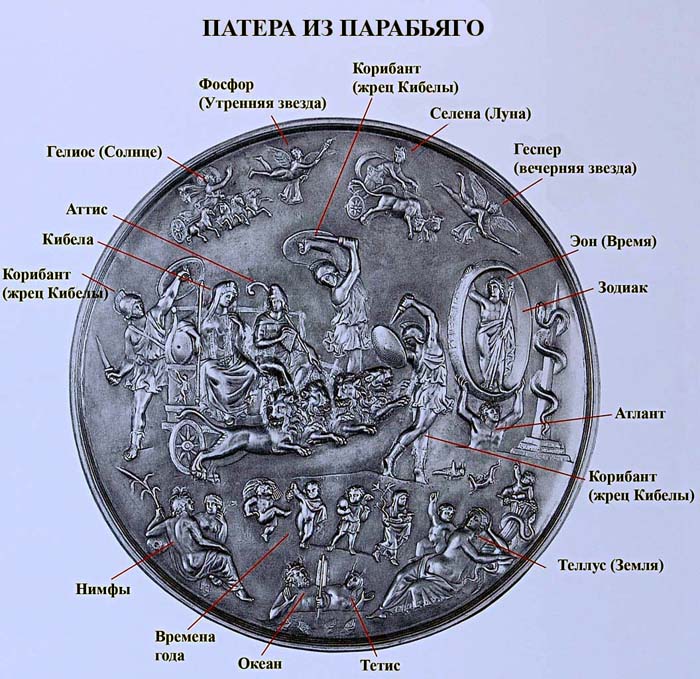 ПАТЕРА ИЗ ПАРАБЬЯГО
Корибант
(жрец Кибелы)
Фосфор
(Утренняя звезда)
Селена (Луна)
Гелиос (Солнце)
Геспер
(вечерняя звезда)
Аттис
Кибела
Эон (Время)
Корибант
(жрец Кибелы)
Зодиак
Атлант
Корибант
(жрец Кибелы)
Теллус (Земля)
Нимфы
Времена
года
Океан
Тетис